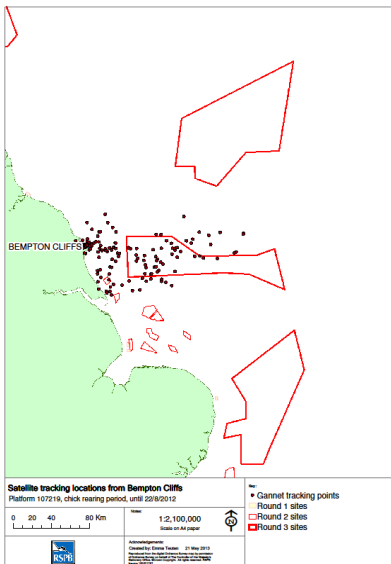 BEMPTON CLIFFS
Satellite tracking locations from Bempton Cliffs
Platform 107219, chick rearing period, until 22/8/2012
0 20 40 80 Km
Notes:
1:2,100,000
Scale on A4 paper
N
RSPB
Acknowledgements:
Created by: Emma Teuten 21 May 2013
Key:
Gannet tracking points
Round 1 sites
Round 2 sites
Round 3 sites